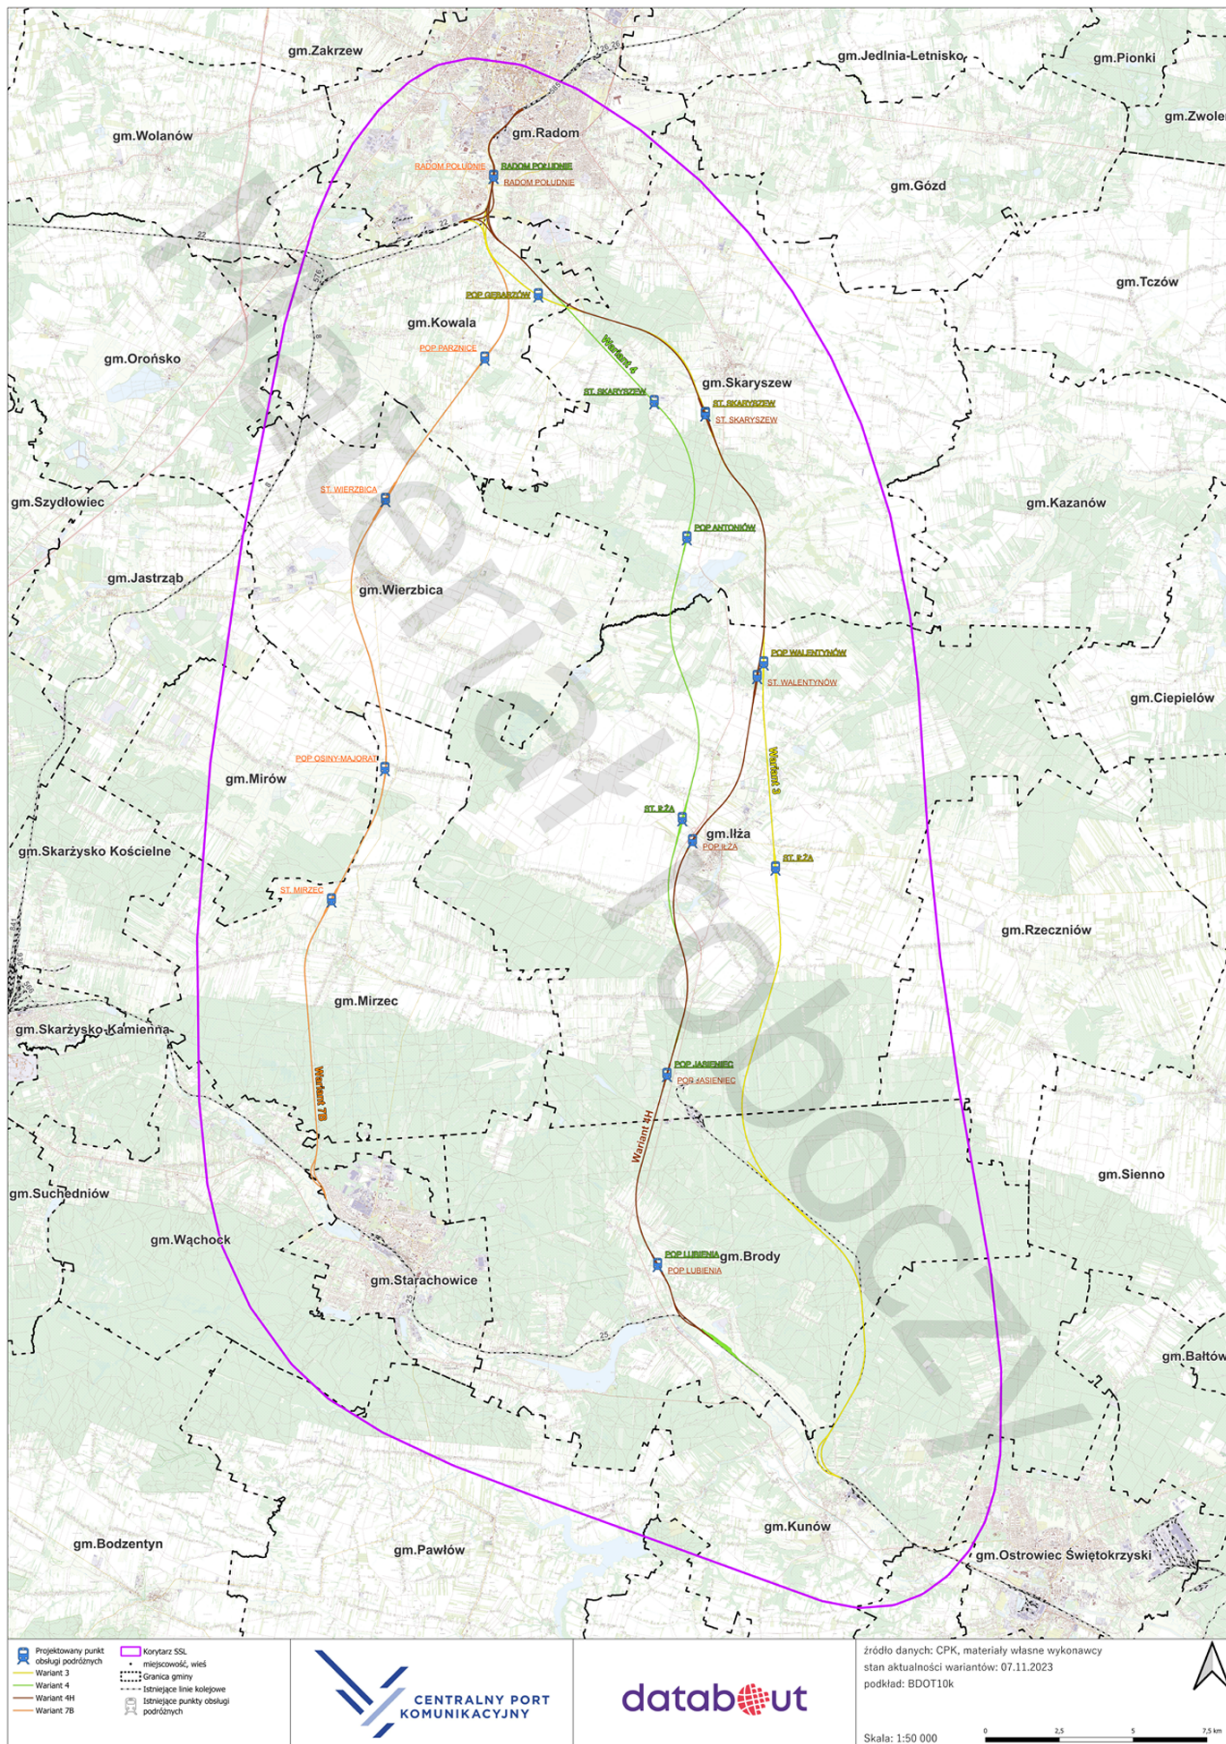 gm.Zakrzew
gm.Jedlnia-Letnisko
gm.Pionki
gm.Wolanów
gm.Radom
RADOM POŁUDNIE
RADOM POŁUDNIE
RADOM POŁUDNIE
gm.Gózd
22
22
gm.Tczów
POP GĘBARZÓW
gm.Kowala
8
POP PARZNICE
gm.Orońsko
Wariant 4
gm.Skaryszew
ST. SKARYSZEW
ST. SKARYSZEW
ST. SKARYSZEW
ST. WIERZBICA
gm.Szydłowiec
gm.Kazanów
POP ANTONIÓW
gm.Jastrząb
gm.Wierzbica
POP WALENTYNÓW
ST. WALENTYNÓW
gm.Ciepielów
POP OSINY-MAJORAT
gm.Mirów
Wariant 3
ST. IŁŻA
gm.Iłża
POP IŁŻA
gm.Skarżysko Kościelne
ST. IŁŻA
ST. MIRZEC
gm.Rzeczniów
gm.Mirzec
gm.Skarżysko-Kamienna
POP JASIENIEC
POP JASIENIEC
Wariant 7B
Wariant 4H
gm.Sienno
gm.Suchedniów
gm.Wąchock
POP LUBIENIA
gm.Brody
POP LUBIENIA
gm.Starachowice
25
25
gm.Bałtów
gm.Kunów
gm.Bodzentyn
gm.Pawłów
gm.Ostrowiec Świętokrzyski
Materiał roboczy
Projektowany punkt
obsługi podróżnych
Wariant 3
Wariant 4
Wariant 4H
Wariant 7B
Korytarz SSL
miejscowość, wieś
Granica gminy
Istniejące linie kolejowe
Istniejące punkty obsługi
podróżnych
CENTRALNY PORT
KOMUNIKACYJNY
databout
źródło danych: CPK, materiały własne wykonawcy
stan aktualności wariantów: 07.11.2023
podkład: BDOT10k
Skala: 1:50 000
0 2,5 5 7,5 km